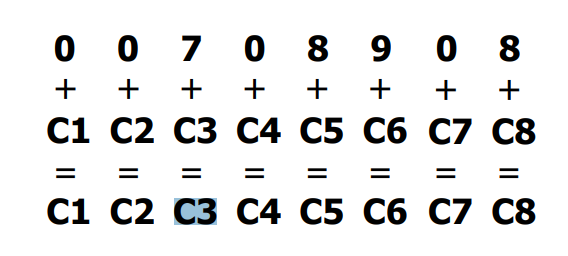 0 0 7 0 8 9 0 8
+ + + + + + + +
C1 C2 C3 C4 C5 C6 C7 C8
= = = = = = = =
C1 C2 C3 C4 C5 C6 C7 C8